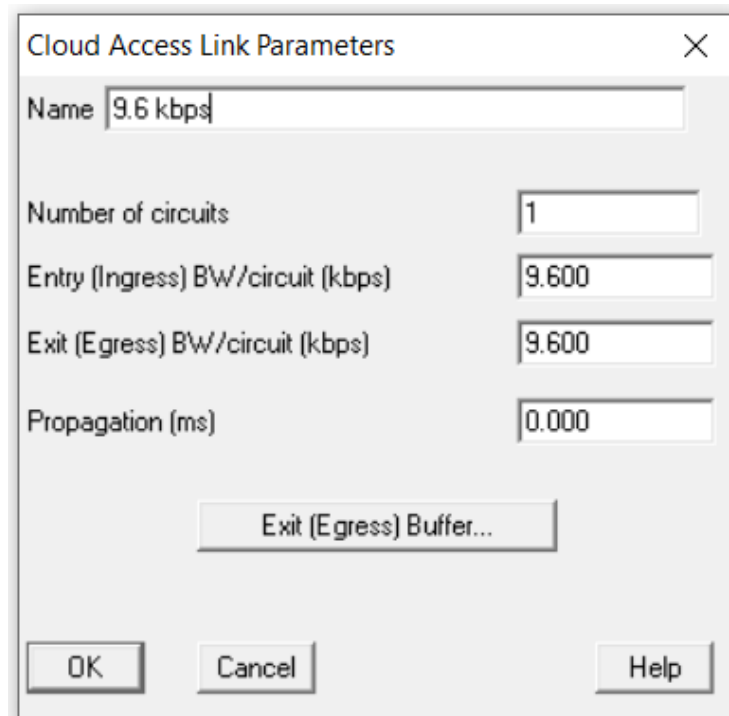 Cloud Access Link Parameters
Name 9.6 kbps
Number of circuits 1
Entry (Ingress) BW/circuit (kbps) 9.600
Exit (Egress) BW/circuit (kbps) 9.600
Propagation (ms) 0.000
Exit (Egress) Buffer...
OK Cancel Help